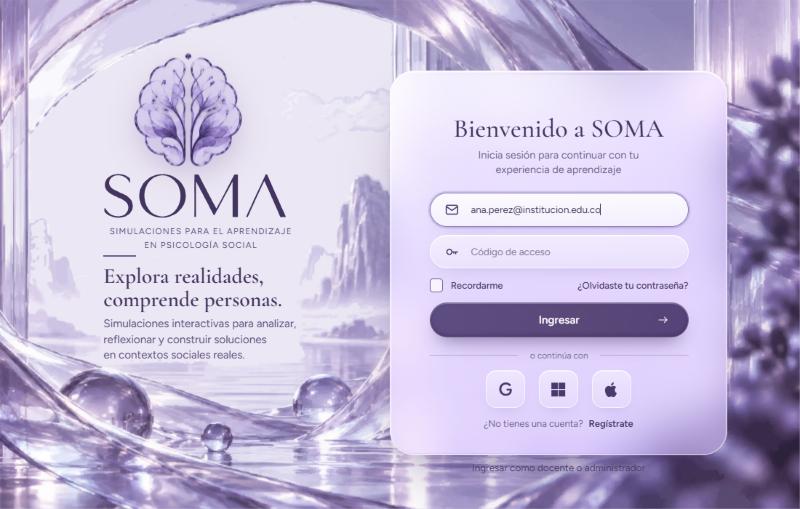 SOMA
SIMULACIONES PARA EL APRENDIZAJE
EN PSICOLOGÍA SOCIAL
Explora realidades,
comprende personas.
Simulaciones interactivas para analizar,
reflexionar y construir soluciones
en contextos sociales reales.
Bienvenido a SOMA
Inicia sesión para continuar con tu
experiencia de aprendizaje
ana.perez@institucion.edu.co
Código de acceso
Recordarme
¿Olvidaste tu contraseña?
Ingresar
o continúa con
G
¿No tienes una cuenta? Regístrate
Ingresar como docente o administrador